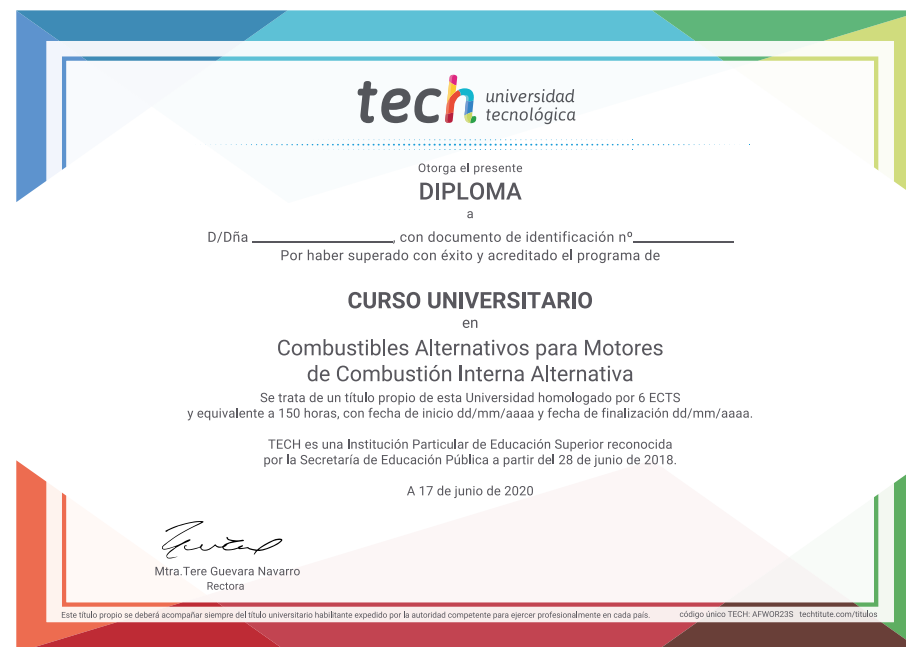 tech universidad
tecnológica
Otorga el presente
DIPLOMA
a
D/Dña ____________________, con documento de identificación nº______________
Por haber superado con éxito y acreditado el programa de
CURSO UNIVERSITARIO
en
Combustibles Alternativos para Motores
de Combustión Interna Alternativa
Se trata de un título propio de esta Universidad homologado por 6 ECTS
y equivalente a 150 horas, con fecha de inicio dd/mm/aaaa y fecha de finalización dd/mm/aaaa.
TECH es una Institución Particular de Educación Superior reconocida
por la Secretaría de Educación Pública a partir del 28 de junio de 2018.
A 17 de junio de 2020
Mtra.Tere Guevara Navarro
Rectora
Este título propio se deberá acompañar siempre del título universitario habilitante expedido por la autoridad competente para ejercer profesionalmente en cada país. código único TECH: AFWOR23S techtitute.com/titulos